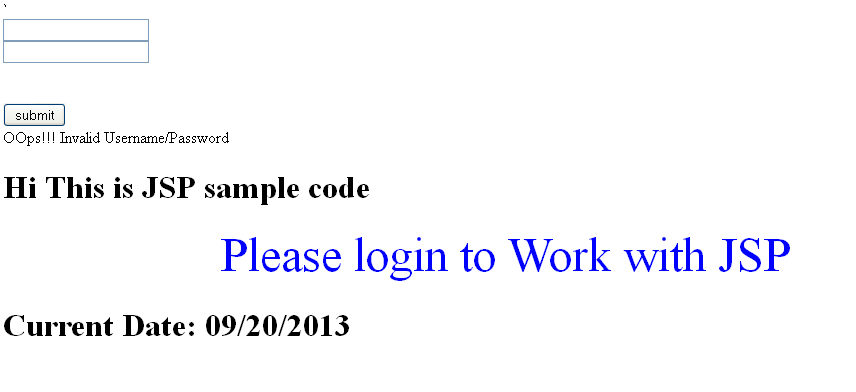 `
submit
OOps!!! Invalid Username/Password
Hi This is JSP sample code
Please login to Work with JSP
Current Date: 09/20/2013